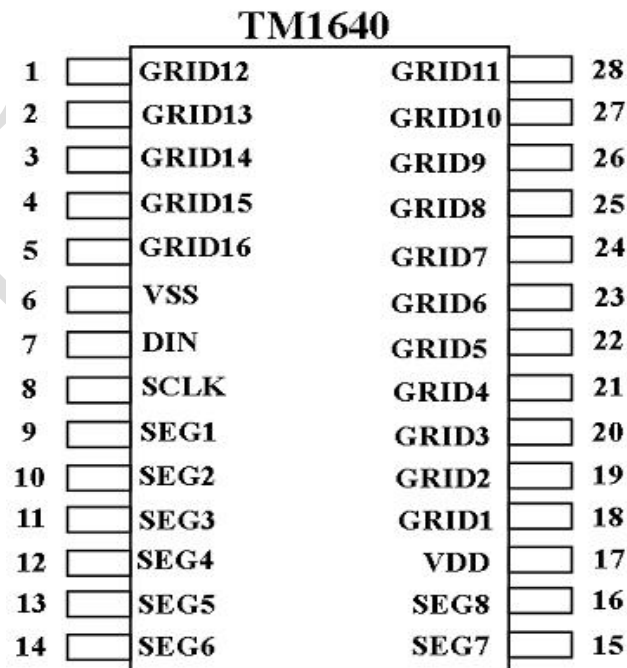 TM1640
1 GRID12 GRID11 28
2 GRID13 GRID10 27
3 GRID14 GRID9 26
4 GRID15 GRID8 25
5 GRID16 GRID7 24
6 VSS GRID6 23
7 DIN GRID5 22
8 SCLK GRID4 21
9 SEG1 GRID3 20
10 SEG2 GRID2 19
11 SEG3 GRID1 18
12 SEG4 VDD 17
13 SEG5 SEG8 16
14 SEG6 SEG7 15